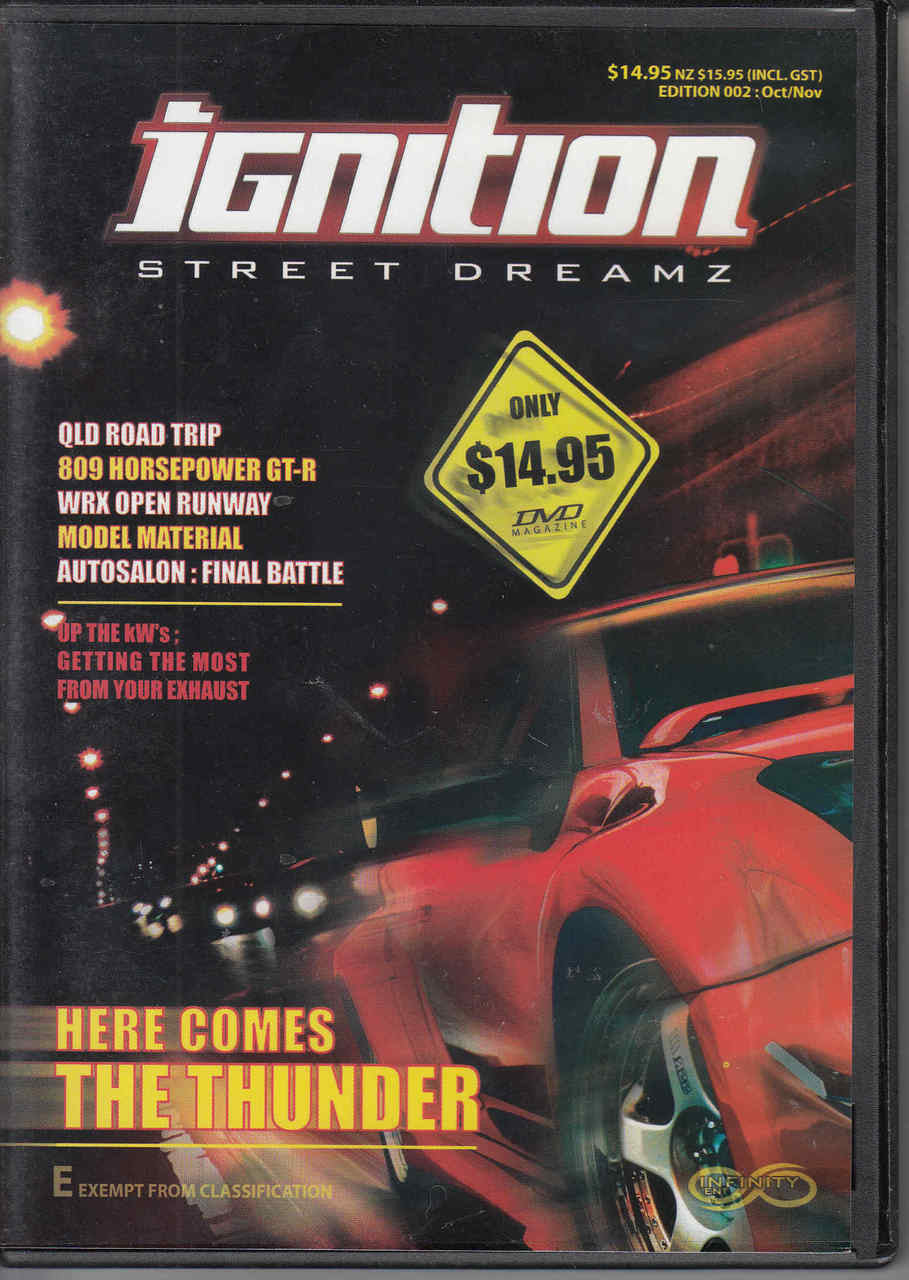 $14.95 NZ $15.95 (INCL. GST)
EDITION 002 : Oct/Nov
ignition
STREET DREAMZ
ONLY
$14.95
DVD
MAGAZINE
QLD ROAD TRIP
809 HORSEPOWER GT-R
WRX OPEN RUNWAY
MODEL MATERIAL
AUTOSALON : FINAL BATTLE
UP THE kW's ;
GETTING THE MOST
FROM YOUR EXHAUST
HERE COMES
THE THUNDER
E EXEMPT FROM CLASSIFICATION
INFINITY
ENT